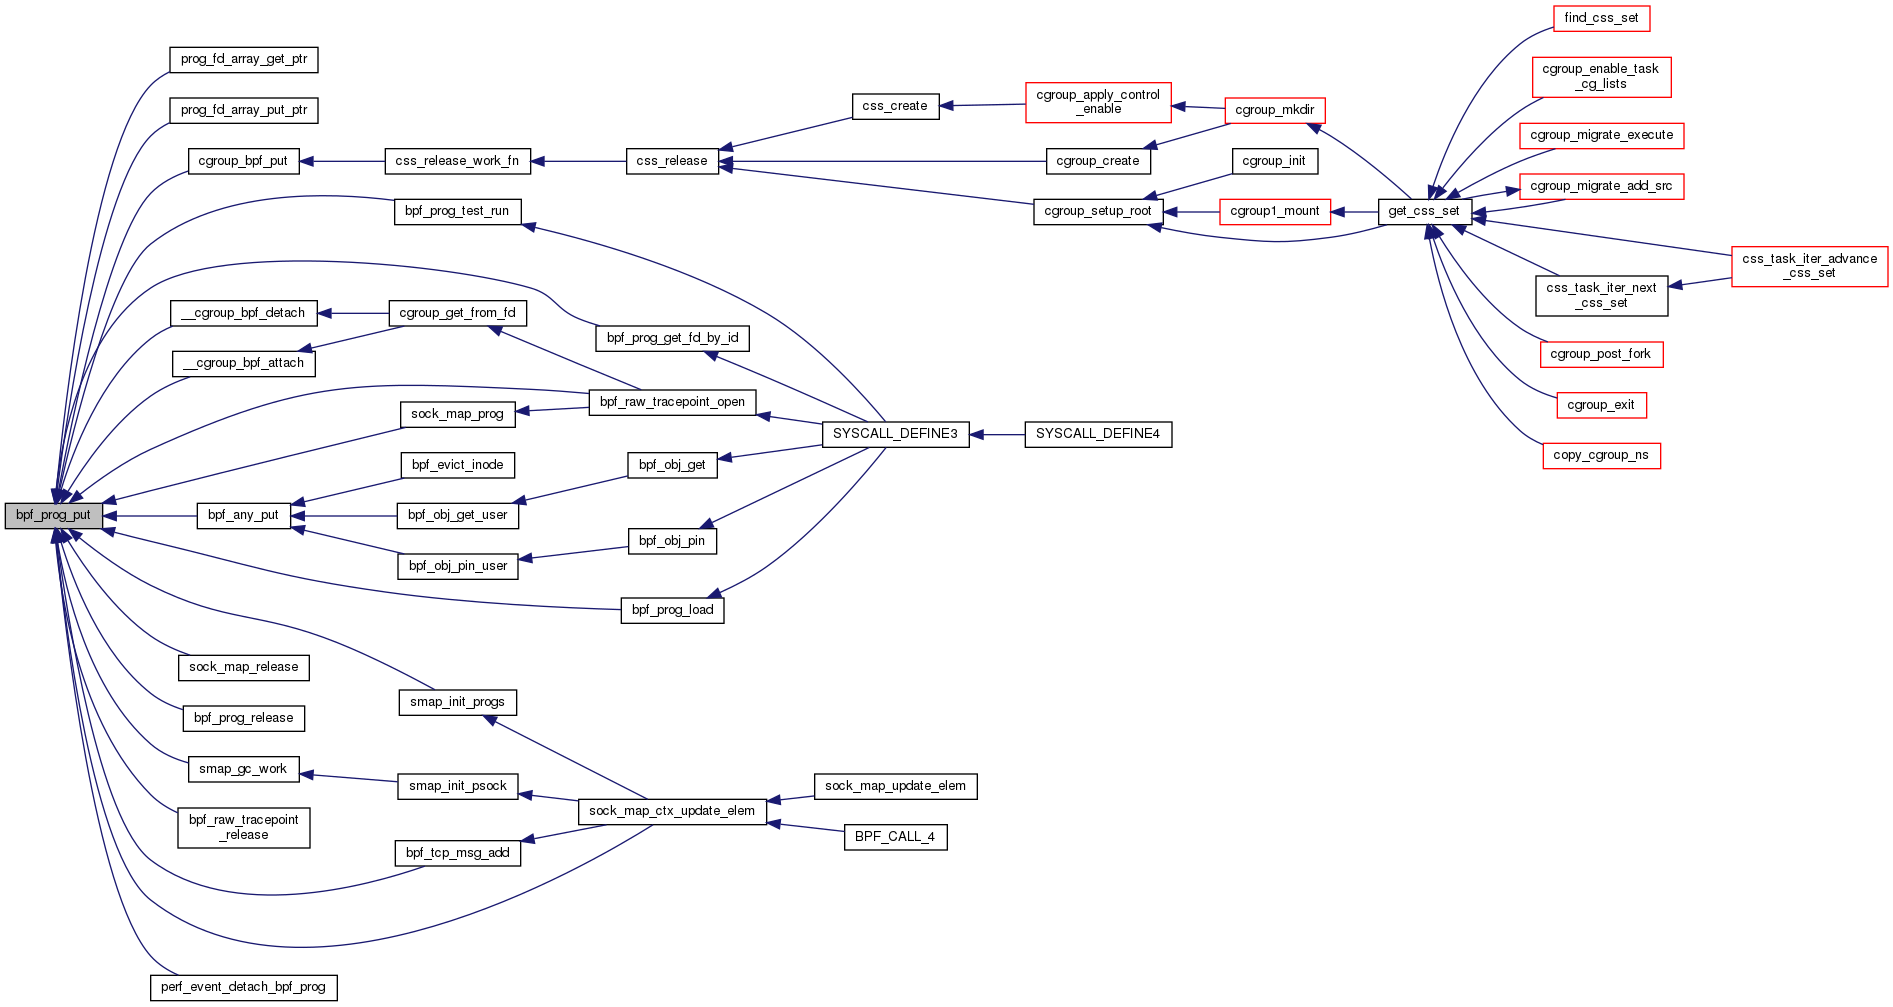 find_css_set
prog_fd_array_get_ptr
cgroup_enable_task
_cg_lists
prog_fd_array_put_ptr
css_create
cgroup_apply_control
_enable
cgroup_mkdir
cgroup_migrate_execute
cgroup_bpf_put
css_release_work_fn
css_release
cgroup_create
cgroup_init
cgroup_migrate_add_src
bpf_prog_test_run
cgroup_setup_root
cgroup1_mount
get_css_set
css_task_iter_advance
_css_set
css_task_iter_next
_css_set
__cgroup_bpf_detach
cgroup_get_from_fd
bpf_prog_get_fd_by_id
cgroup_post_fork
__cgroup_bpf_attach
bpf_raw_tracepoint_open
cgroup_exit
sock_map_prog
SYSCALL_DEFINE3
SYSCALL_DEFINE4
copy_cgroup_ns
bpf_evict_inode
bpf_obj_get
bpf_prog_put
bpf_any_put
bpf_obj_get_user
bpf_obj_pin
bpf_obj_pin_user
bpf_prog_load
sock_map_release
smap_init_progs
bpf_prog_release
smap_gc_work
smap_init_psock
sock_map_update_elem
sock_map_ctx_update_elem
bpf_raw_tracepoint
_release
BPF_CALL_4
bpf_tcp_msg_add
perf_event_detach_bpf_prog